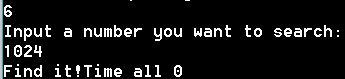 6
Input a number you want to search:
1024
Find it!Time all 0